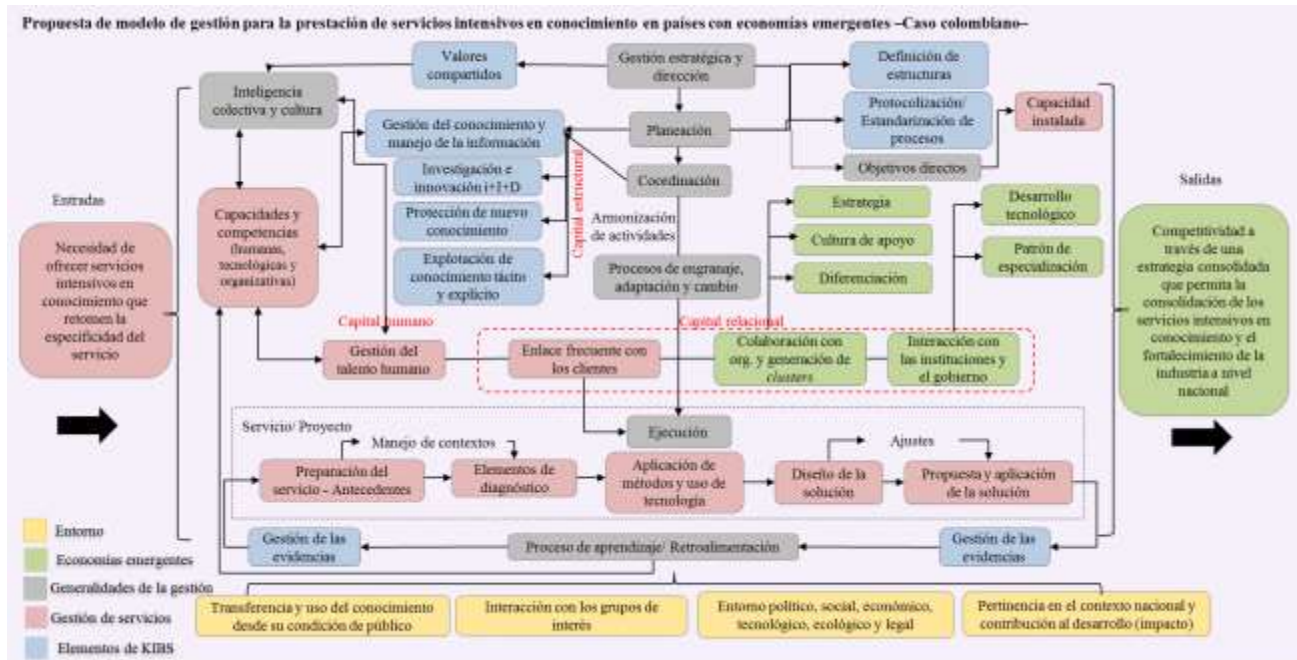 Propuesta de modelo de gestión para la prestación de servicios intensivos en conocimiento en países con economías emergentes –Caso colombiano–
Valores
compartidos
Gestión estratégica y
dirección
Definición de
estructuras
Inteligencia
colectiva y cultura
Gestión del conocimiento y
manejo de la información
Planeación
Protocolización/
Estandarización de
procesos
Capacidad
instalada
Investigación e
innovación i+I+D
Coordinación
Objetivos directos
Capital estructural
Entradas
Salidas
Necesidad de
ofrecer servicios
intensivos en
conocimiento que
retomen la
especificidad del
servicio
Capacidades y
competencias
(humanas,
tecnológicas y
organizativas)
Protección de nuevo
conocimiento
Explotación de
conocimiento tácito
y explícito
Armonización
de actividades
Procesos de engranaje,
adaptación y cambio
Estrategia
Cultura de apoyo
Diferenciación
Desarrollo
tecnológico
Patrón de
especialización
Competitividad a
través de una
estrategia consolidada
que permita la
consolidación de los
servicios intensivos en
conocimiento y el
fortalecimiento de la
industria a nivel
nacional
Capital humano
Capital relacional
Gestión del
talento humano
Enlace frecuente con
los clientes
Colaboración con
org. y generación de
clusters
Interacción con
las instituciones y
el gobierno
Servicio/ Proyecto
Ejecución
Manejo de contextos
Ajustes
Preparación del
servicio – Antecedentes
Elementos de
diagnóstico
Aplicación de
métodos y uso de
tecnología
Diseño de la
solución
Propuesta y aplicación
de la solución
Gestión de las
evidencias
Proceso de aprendizaje/ Retroalimentación
Gestión de las
evidencias
Entorno
Economías emergentes
Generalidades de la gestión
Gestión de servicios
Elementos de KIBS
Transferencia y uso del conocimiento
desde su condición de público
Interacción con los grupos de
interés
Entorno político, social, económico,
tecnológico, ecológico y legal
Pertinencia en el contexto nacional y
contribución al desarrollo (impacto)